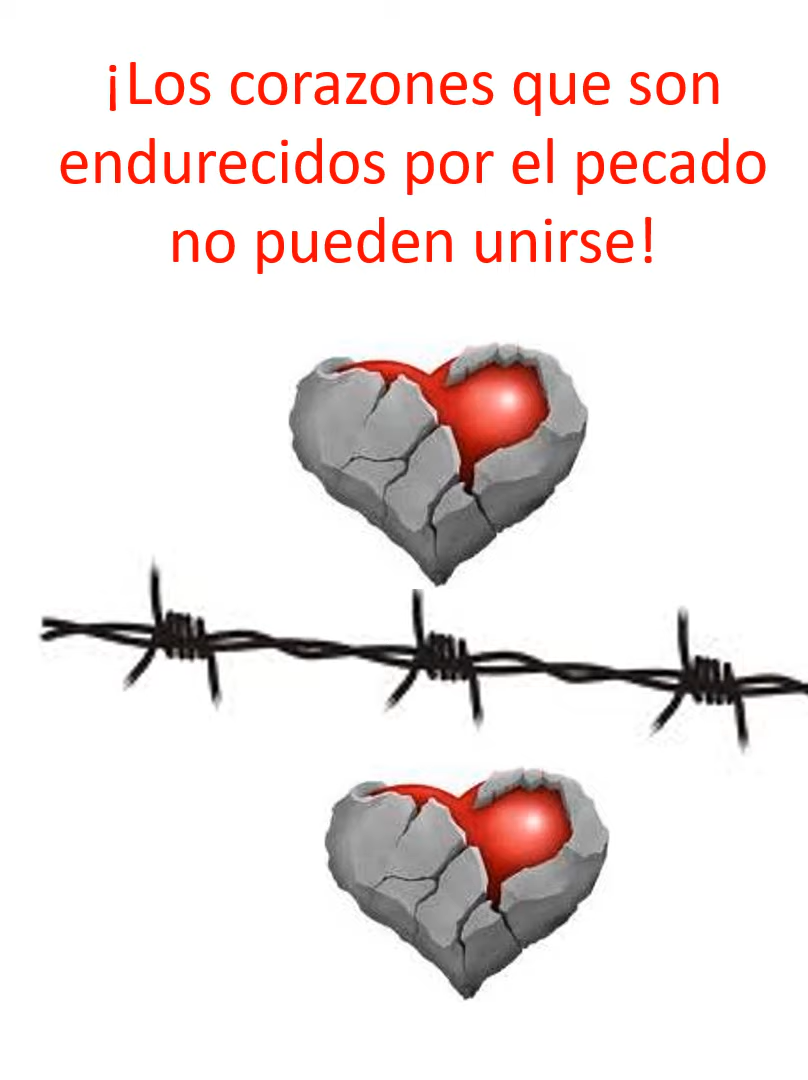 ¡Los corazones que son
endurecidos por el pecado
no pueden unirse!